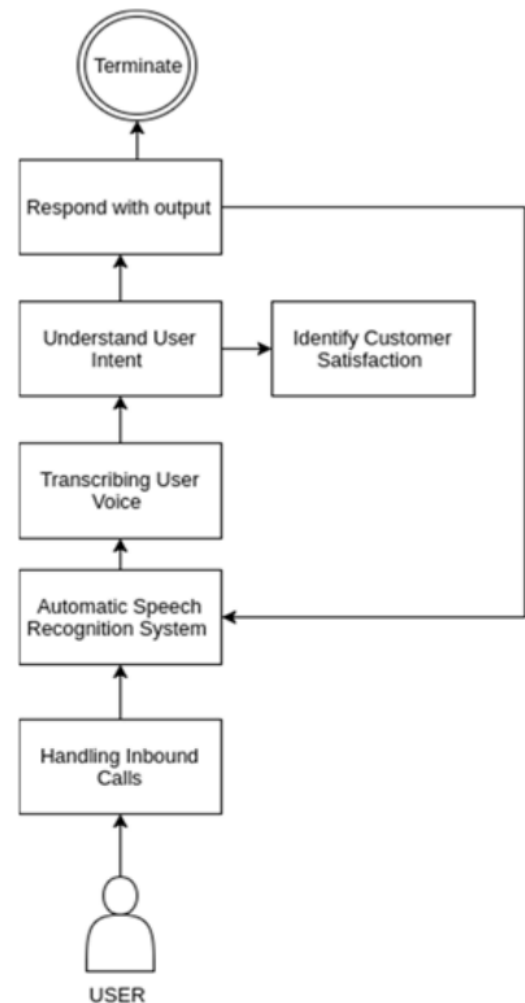 Terminate
Respond with output
Understand User
Intent
Identify Customer
Satisfaction
Transcribing User
Voice
Automatic Speech
Recognition System
Handling Inbound
Calls
USER